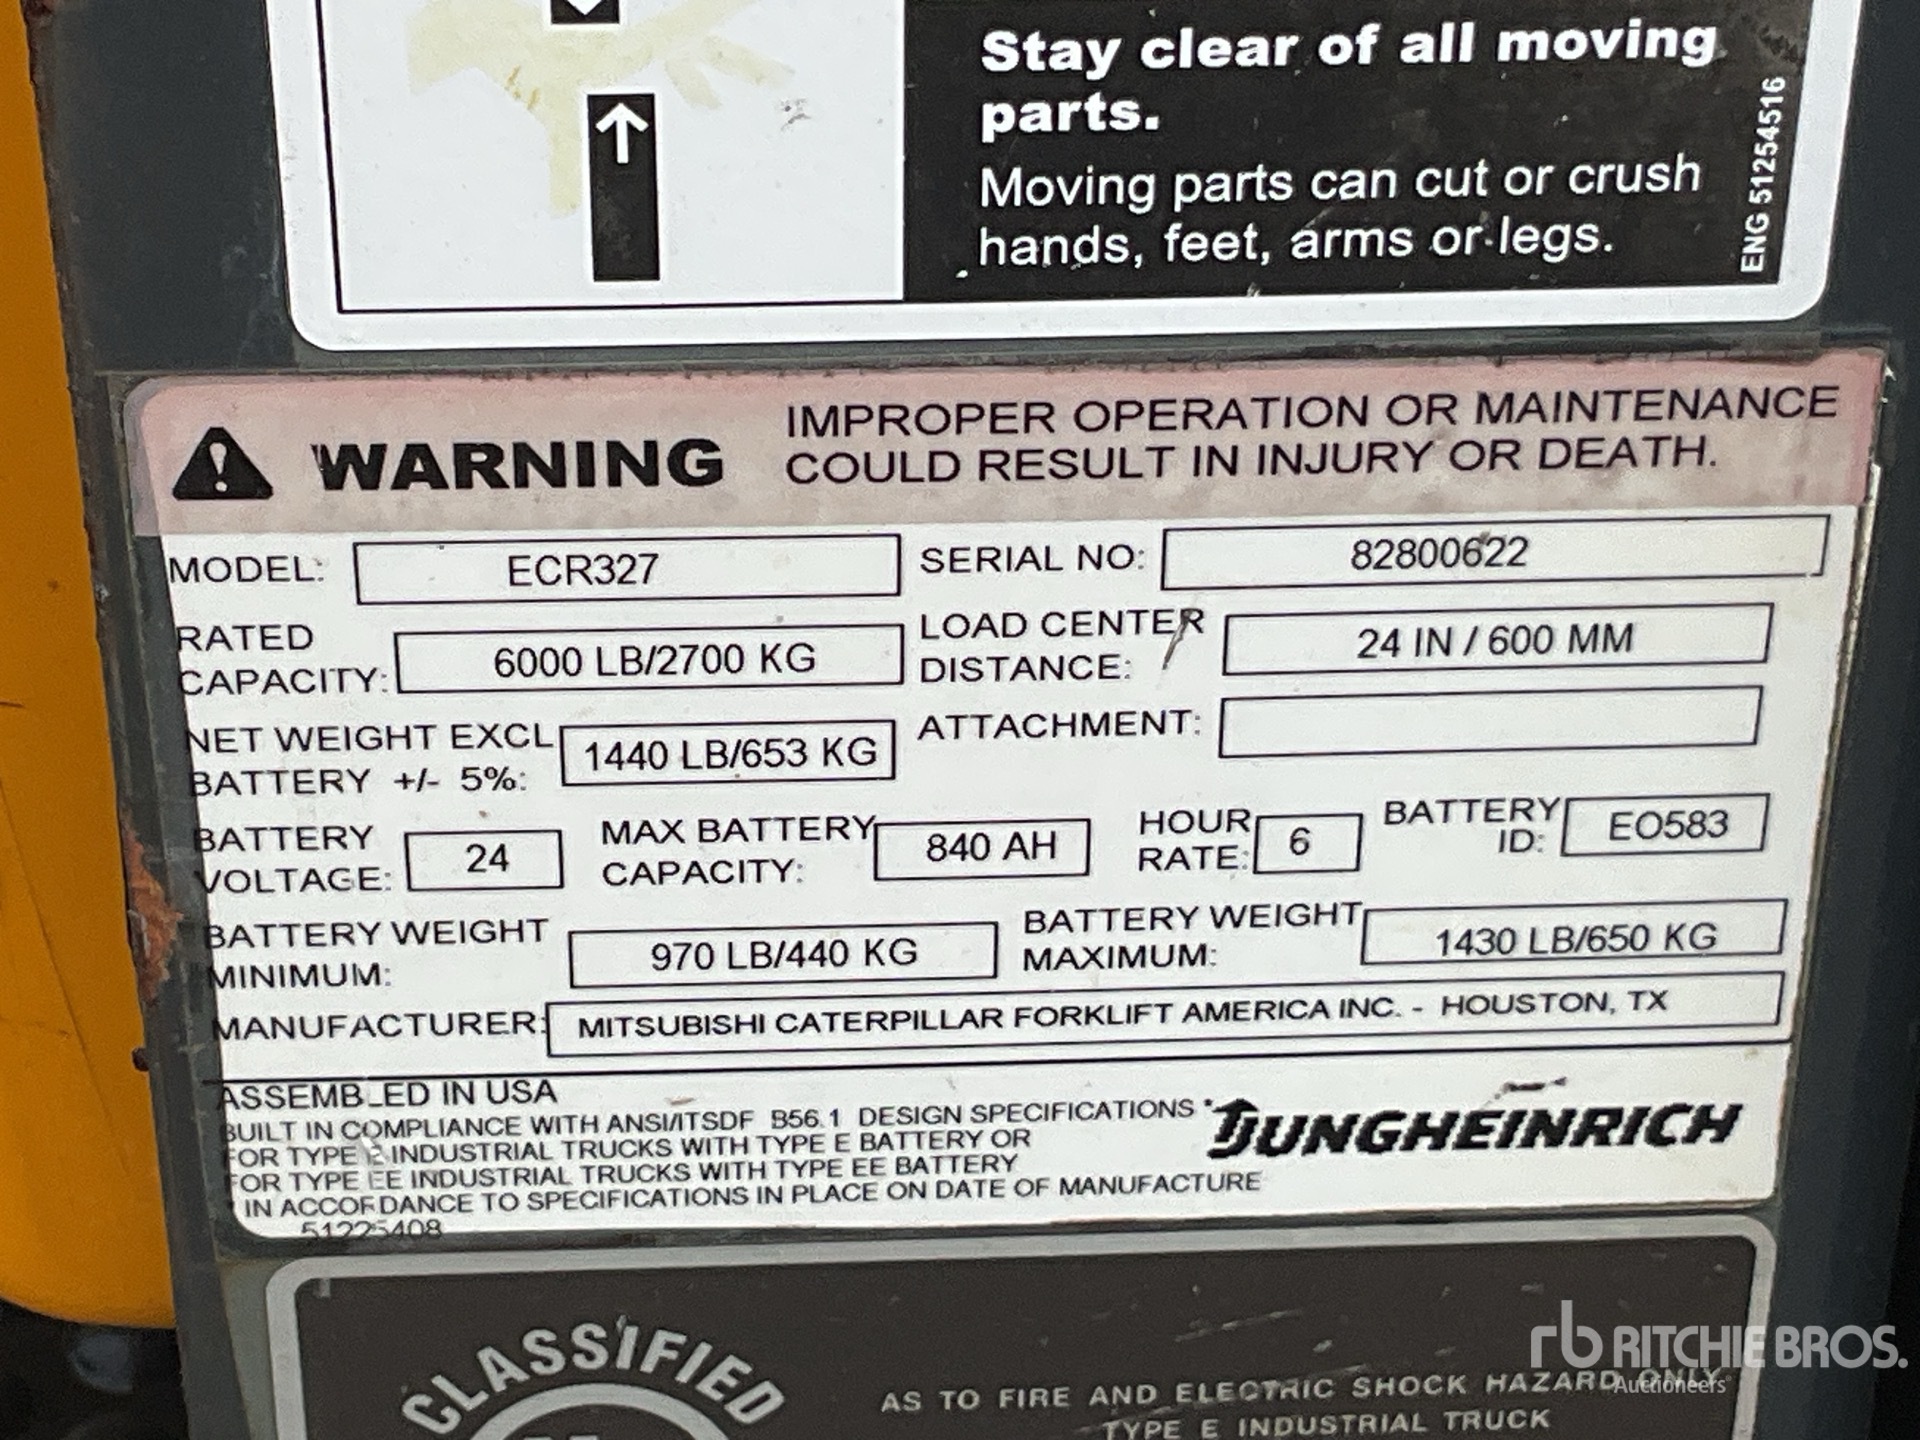 Stay clear of all moving
parts.
Moving parts can cut or crush
hands, feet, arms or legs.
ENG 51254516
WARNING
IMPROPER OPERATION OR MAINTENANCE
COULD RESULT IN INJURY OR DEATH.
MODEL: ECR327 SERIAL NO: 82800622
RATED CAPACITY: 6000 LB/2700 KG LOAD CENTER DISTANCE: 24 IN / 600 MM
NET WEIGHT EXCL BATTERY +/- 5%: 1440 LB/653 KG ATTACHMENT:
BATTERY VOLTAGE: 24 MAX BATTERY CAPACITY: 840 AH HOUR RATE: 6 BATTERY ID: EO583
BATTERY WEIGHT MINIMUM: 970 LB/440 KG BATTERY WEIGHT MAXIMUM: 1430 LB/650 KG
MANUFACTURER: MITSUBISHI CATERPILLAR FORKLIFT AMERICA INC. - HOUSTON, TX
ASSEMBLED IN USA
BUILT IN COMPLIANCE WITH ANSI/ITSDF B56.1 DESIGN SPECIFICATIONS *
FOR TYPE E INDUSTRIAL TRUCKS WITH TYPE E BATTERY OR
FOR TYPE EE INDUSTRIAL TRUCKS WITH TYPE EE BATTERY
* IN ACCORDANCE TO SPECIFICATIONS IN PLACE ON DATE OF MANUFACTURE
51225408
JUNGHEINRICH
CLASSIFIED
AS TO FIRE AND ELECTRIC SHOCK HAZARD ONLY
TYPE E INDUSTRIAL TRUCK
rb RITCHIE BROS.
Auctioneers